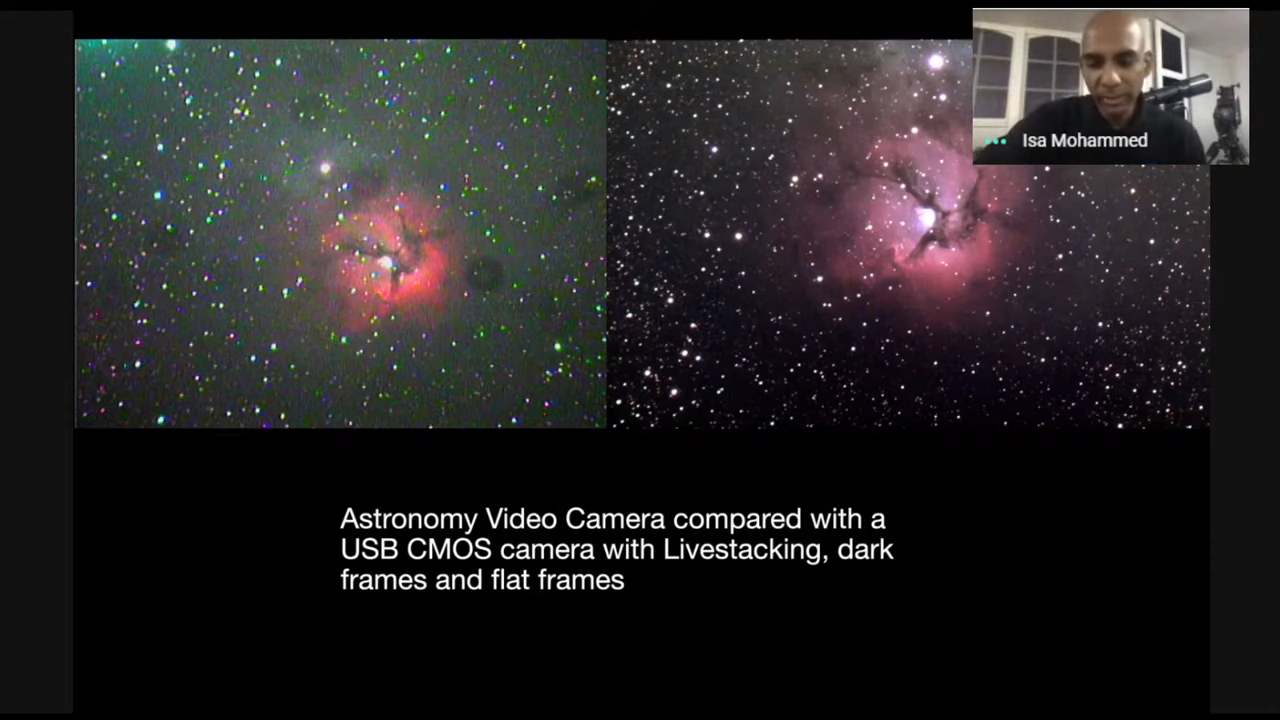 Isa Mohammed
Astronomy Video Camera compared with a
USB CMOS camera with Livestacking, dark
frames and flat frames